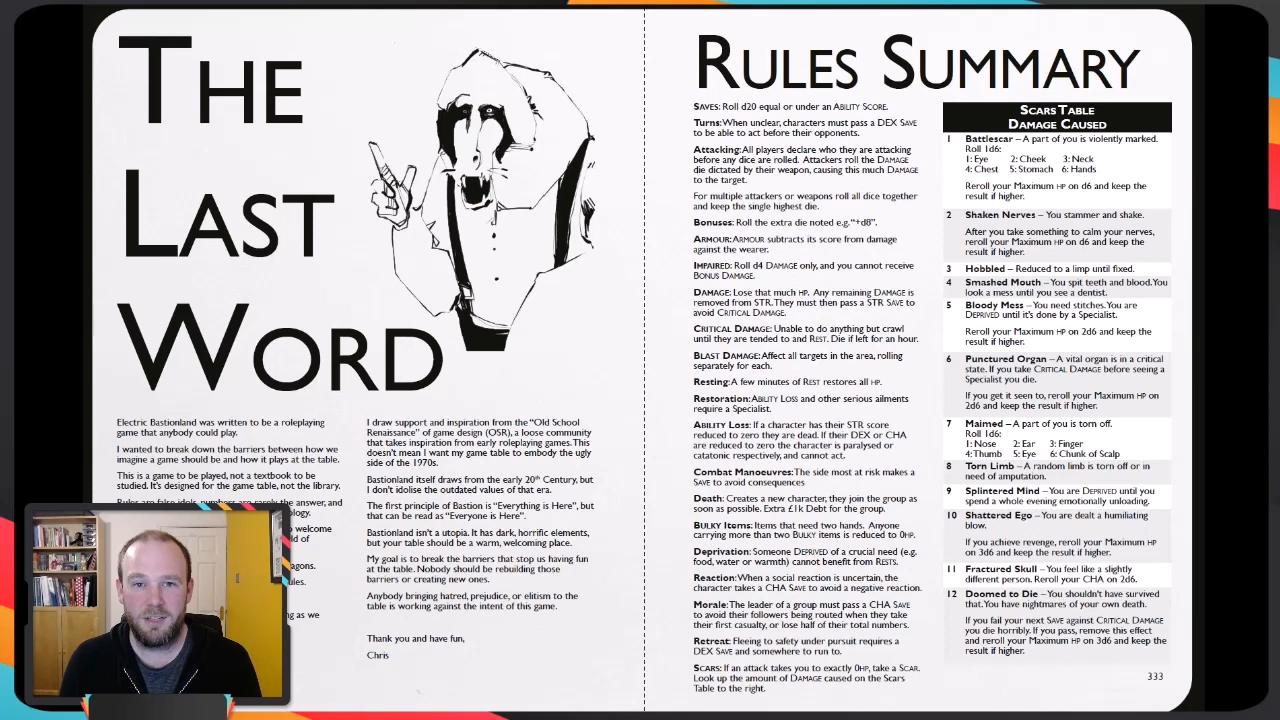 THE
LAST
WORD
Electric Bastionland was written to be a roleplaying
game that anybody could play.
I wanted to break down the barriers between how we
imagine a game should be and how it plays at the table.
This is a game to be played, not a textbook to be
studied. It's designed for the game table, not the library.
Rules are false idols, numbers are rarely the answer, and
ology.
o welcome
ld of
agons.
ules.
ng as we
I draw support and inspiration from the "Old School
Renaissance" of game design (OSR), a loose community
that takes inspiration from early roleplaying games. This
doesn't mean I want my game table to embody the ugly
side of the 1970s.
Bastionland itself draws from the early 20th Century, but
I don't idolise the outdated values of that era.
The first principle of Bastion is "Everything is Here", but
that can be read as "Everyone is Here".
Bastionland isn't a utopia. It has dark, horrific elements,
but your table should be a warm, welcoming place.
My goal is to break the barriers that stop us having
fun at the table. Nobody should be rebuilding those
barriers or creating new ones.
Anybody bringing hatred, prejudice, or elitism to the
table is working against the intent of this game.
Thank you and have fun,
Chris
RULES SUMMARY
SAVES: Roll d20 equal or under an ABILITY SCORE.
Turns: When unclear, characters must pass a DEX SAVE
to be able to act before their opponents.
Attacking: All players declare who they are attacking
before any dice are rolled. Attackers roll the DAMAGE
die dictated by their weapon, causing this much DAMAGE
to the target.
For multiple attackers or weapons roll all dice together
and keep the single highest die.
Bonuses: Roll the extra die noted e.g. "+d8".
ARMOUR: ARMOUR subtracts its score from damage
against the wearer.
IMPAIRED: Roll d4 DAMAGE only, and you cannot receive
BONUS DAMAGE.
DAMAGE: Lose that much HP. Any remaining DAMAGE is
removed from STR. They must then pass a STR SAVE to
avoid CRITICAL DAMAGE.
CRITICAL DAMAGE: Unable to do anything but crawl
until they are tended to and REST. Die if left for an hour.
BLAST DAMAGE: Affect all targets in the area, rolling
separately for each.
Resting: A few minutes of REST restores all HP.
Restoration: ABILITY LOSS and other serious ailments
require a Specialist.
ABILITY LOSS: If a character has their STR score
reduced to zero they are dead. If their DEX or CHA
are reduced to zero the character is paralysed or
catatonic respectively, and cannot act.
Combat Manoeuvres: The side most at risk makes a
SAVE to avoid consequences
Death: Creates a new character, they join the group as
soon as possible. Extra £1k Debt for the group.
BULKY Items: Items that need two hands. Anyone
carrying more than two BULKY items is reduced to 0HP.
Deprivation: Someone DEPRIVED of a crucial need (e.g.
food, water or warmth) cannot benefit from RESTS.
Reaction: When a social reaction is uncertain, the
character takes a CHA SAVE to avoid a negative reaction.
Morale: The leader of a group must pass a CHA SAVE
to avoid their followers being routed when they take
their first casualty, or lose half of their total numbers.
Retreat: Fleeing to safety under pursuit requires a
DEX SAVE and somewhere to run to.
SCARS: If an attack takes you to exactly 0HP, take a SCAR.
Look up the amount of DAMAGE caused on the Scars
Table to the right.
SCARS TABLE
DAMAGE CAUSED
1 Battlescar – A part of you is violently marked.
Roll 1d6:
1: Eye 2: Cheek 3: Neck
4: Chest 5: Stomach 6: Hands
Reroll your Maximum HP on d6 and keep the
result if higher.
2 Shaken Nerves – You stammer and shake.
After you take something to calm your nerves,
reroll your Maximum HP on d6 and keep the
result if higher.
3 Hobbled – Reduced to a limp until fixed.
4 Smashed Mouth – You spit teeth and blood. You
look a mess until you see a dentist.
5 Bloody Mess – You need stitches. You are
DEPRIVED until it's done by a Specialist.
Reroll your Maximum HP on 2d6 and keep the
result if higher.
6 Punctured Organ – A vital organ is in a critical
state. If you take CRITICAL DAMAGE before seeing a
Specialist you die.
If you get it seen to, reroll your Maximum HP on
2d6 and keep the result if higher.
7 Maimed – A part of you is torn off.
Roll 1d6:
1: Nose 2: Ear 3: Finger
4: Thumb 5: Eye 6: Chunk of Scalp
8 Torn Limb – A random limb is torn off or in
need of amputation.
9 Splintered Mind – You are DEPRIVED until you
spend a whole evening emotionally unloading.
10 Shattered Ego – You are dealt a humiliating
blow.
If you achieve revenge, reroll your Maximum HP
on 3d6 and keep the result if higher.
11 Fractured Skull – You feel like a slightly
different person. Reroll your CHA on 2d6.
12 Doomed to Die – You shouldn't have survived
that. You have nightmares of your own death.
If you fail your next SAVE against CRITICAL DAMAGE
you die horribly. If you pass, remove this effect
and reroll your Maximum HP on 3d6 and keep the
result if higher.
333